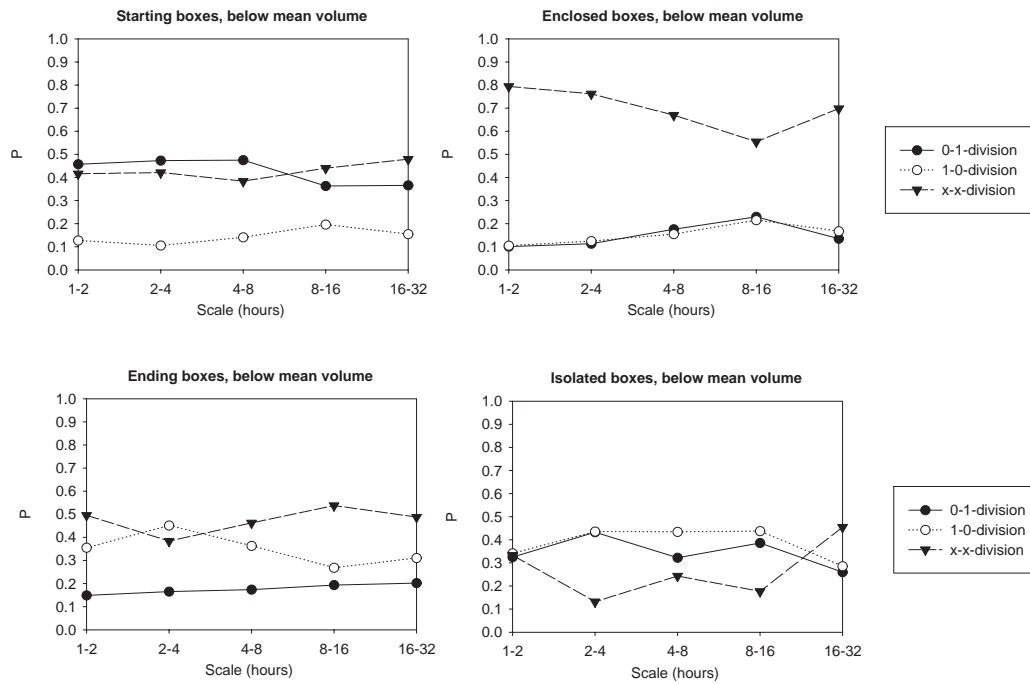 Starting boxes, below mean volume
1.0
0.9
0.8
0.7
0.6
0.5
0.4
0.3
0.2
0.1
0.0
P
1-2 2-4 4-8 8-16 16-32
Scale (hours)
Enclosed boxes, below mean volume
1.0
0.9
0.8
0.7
0.6
0.5
0.4
0.3
0.2
0.1
0.0
P
1-2 2-4 4-8 8-16 16-32
Scale (hours)
0-1-division
1-0-division
x-x-division
Ending boxes, below mean volume
1.0
0.9
0.8
0.7
0.6
0.5
0.4
0.3
0.2
0.1
0.0
P
1-2 2-4 4-8 8-16 16-32
Scale (hours)
Isolated boxes, below mean volume
1.0
0.9
0.8
0.7
0.6
0.5
0.4
0.3
0.2
0.1
0.0
P
1-2 2-4 4-8 8-16 16-32
Scale (hours)
0-1-division
1-0-division
x-x-division